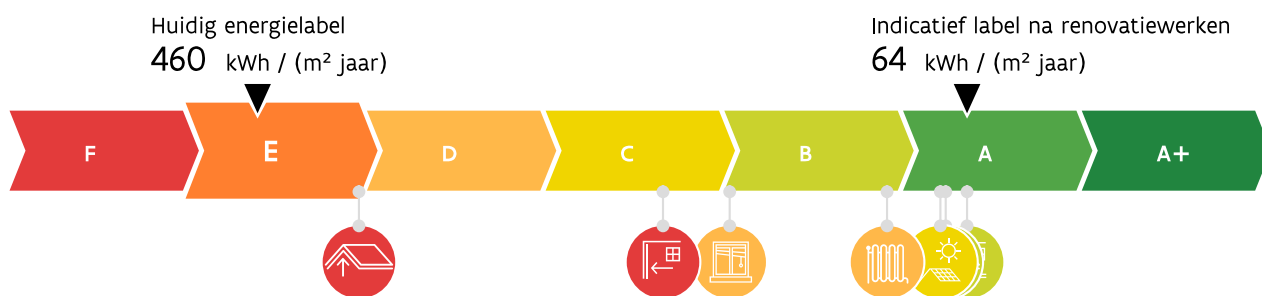 Huidig energielabel
460 kWh / (m² jaar)
Indicatief label na renovatiewerken
64 kWh / (m² jaar)
F E D C B A A+